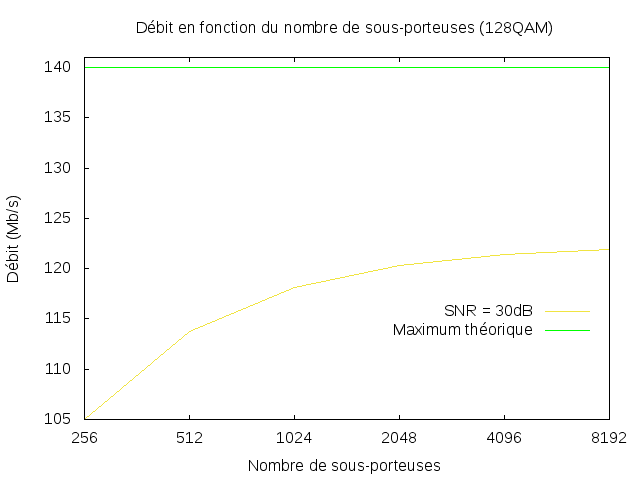 Débit en fonction du nombre de sous-porteuses (128QAM)
140
135
130
125
120
115
110
105
Débit (Mb/s)
SNR = 30dB
Maximum théorique
256 512 1024 2048 4096 8192
Nombre de sous-porteuses